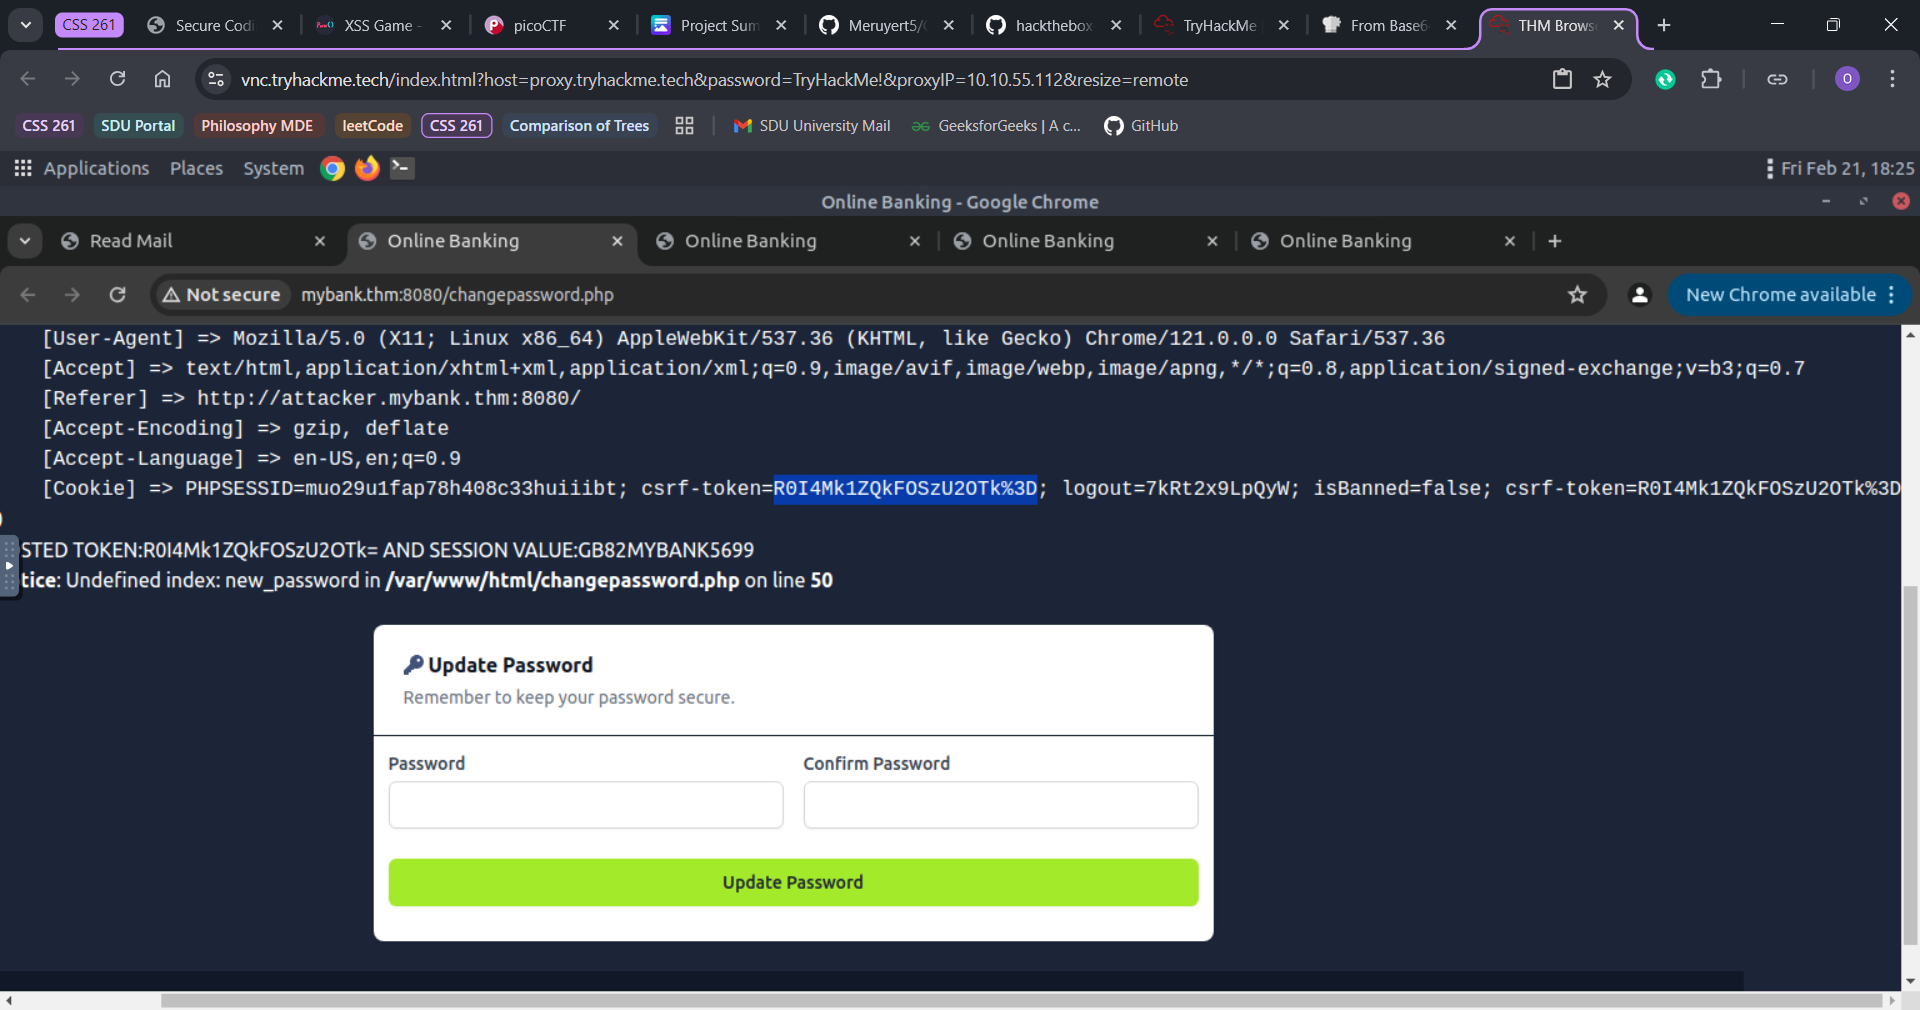 CSS 261 Secure Codi XSS Game - picoCTF Project Sum Meruyert5/ hackthebox TryHackMe From Base6 THM Brows
vnc.tryhackme.tech/index.html?host=proxy.tryhackme.tech&password=TryHackMe!&proxyIP=10.10.55.112&resize=remote O
CSS 261 SDU Portal Philosophy MDE leetCode CSS 261 Comparison of Trees SDU University Mail GeeksforGeeks | A c... GitHub
Applications Places System Fri Feb 21, 18:25
Online Banking - Google Chrome
Read Mail Online Banking Online Banking Online Banking Online Banking
Not secure mybank.thm:8080/changepassword.php New Chrome available
[User-Agent] => Mozilla/5.0 (X11; Linux x86_64) AppleWebKit/537.36 (KHTML, like Gecko) Chrome/121.0.0.0 Safari/537.36
[Accept] => text/html,application/xhtml+xml,application/xml;q=0.9,image/avif,image/webp,image/apng,*/*;q=0.8,application/signed-exchange;v=b3;q=0.7
[Referer] => http://attacker.mybank.thm:8080/
[Accept-Encoding] => gzip, deflate
[Accept-Language] => en-US,en;q=0.9
[Cookie] => PHPSESSID=muo29u1fap78h408c33huiiibt; csrf-token=R0I4Mk1ZQkFOSzU2OTk%3D; logout=7kRt2x9LpQyW; isBanned=false; csrf-token=R0I4Mk1ZQkFOSzU2OTk%3D
)
STED TOKEN:R0I4Mk1ZQkFOSzU2OTk= AND SESSION VALUE:GB82MYBANK5699
tice: Undefined index: new_password in /var/www/html/changepassword.php on line 50
Update Password
Remember to keep your password secure.
Password Confirm Password
Update Password